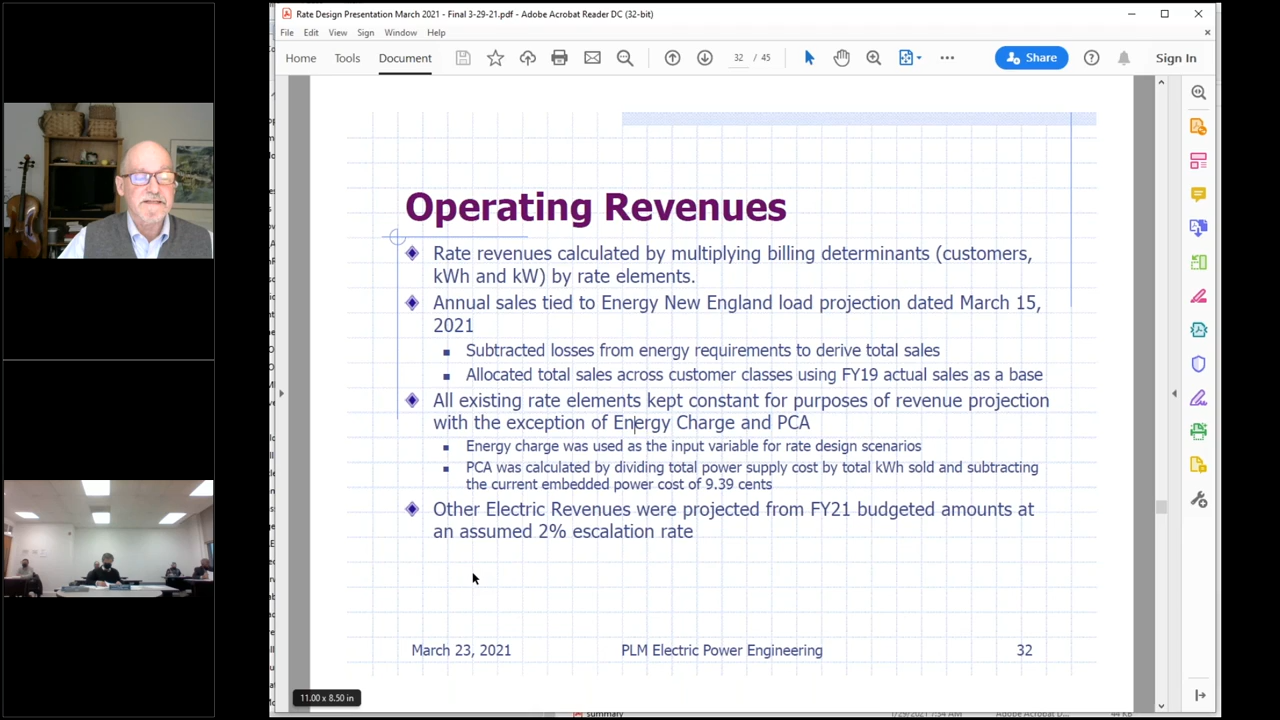 Rate Design Presentation March 2021 - Final 3-29-21.pdf - Adobe Acrobat Reader DC (32-bit)
File Edit View Sign Window Help
Home Tools Document 32 / 45 Share Sign In
Operating Revenues
Rate revenues calculated by multiplying billing determinants (customers,
kWh and kW) by rate elements.
Annual sales tied to Energy New England load projection dated March 15,
2021
Subtracted losses from energy requirements to derive total sales
Allocated total sales across customer classes using FY19 actual sales as a base
All existing rate elements kept constant for purposes of revenue projection
with the exception of Energy Charge and PCA
Energy charge was used as the input variable for rate design scenarios
PCA was calculated by dividing total power supply cost by total kWh sold and subtracting
the current embedded power cost of 9.39 cents
Other Electric Revenues were projected from FY21 budgeted amounts at
an assumed 2% escalation rate
March 23, 2021 PLM Electric Power Engineering 32
11.00 x 8.50 in
summary